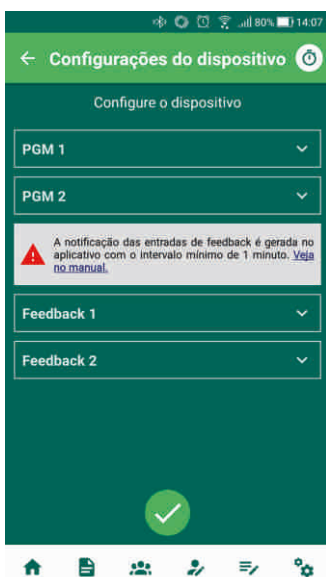 80% 14:07
Configurações do dispositivo
Configure o dispositivo
PGM 1
PGM 2
A notificação das entradas de feedback é gerada no
aplicativo com o intervalo mínimo de 1 minuto. Veja
no manual.
Feedback 1
Feedback 2